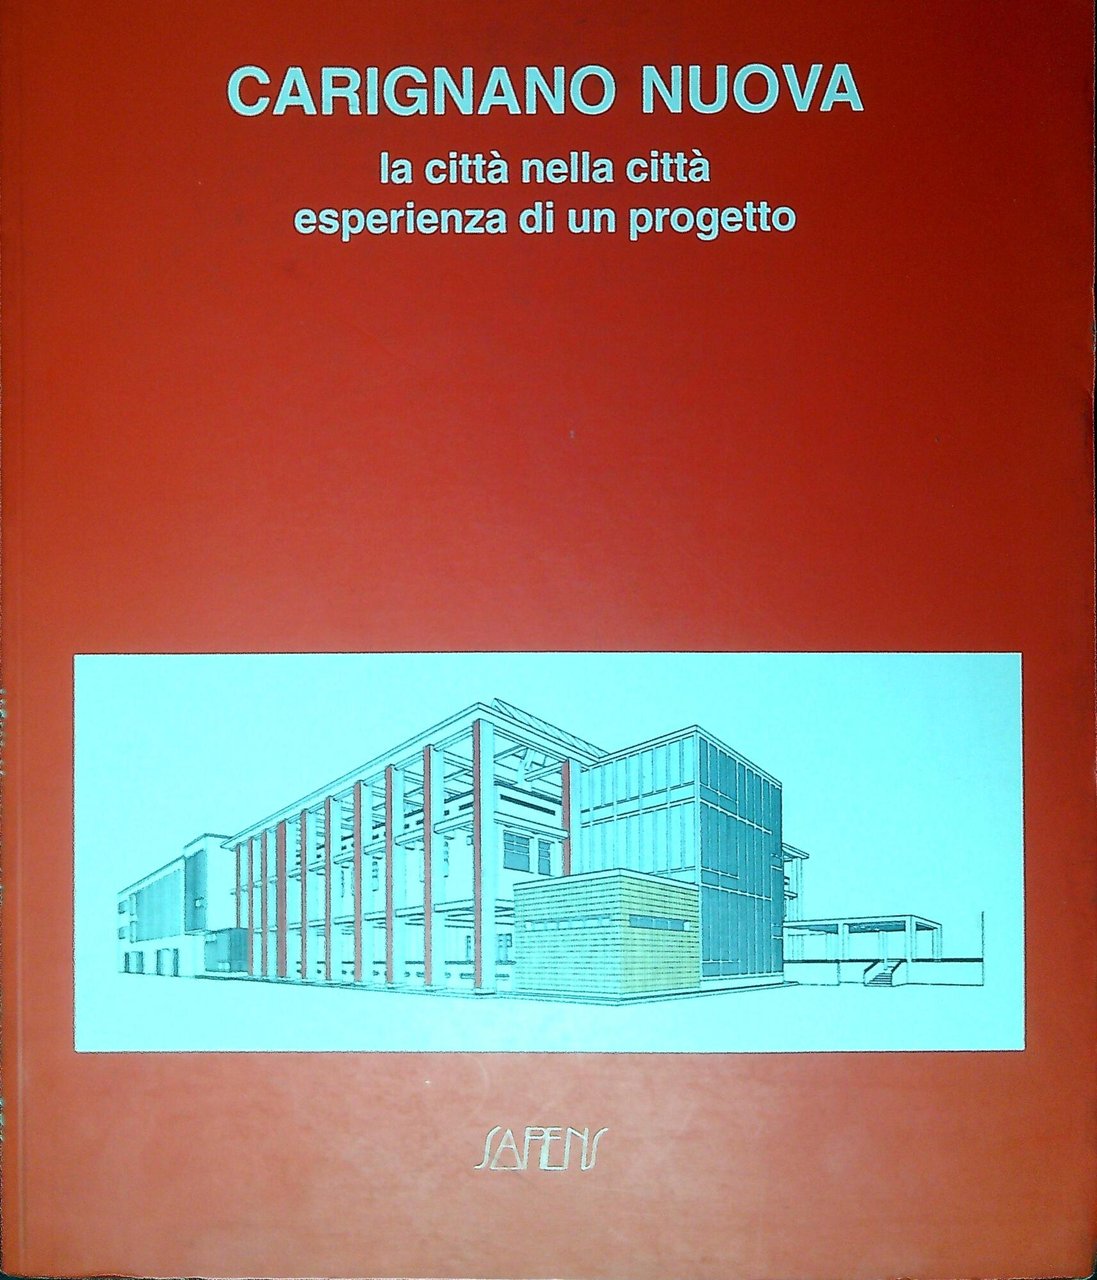 CARIGNANO NUOVA
la città nella città
esperienza di un progetto
SAPENS